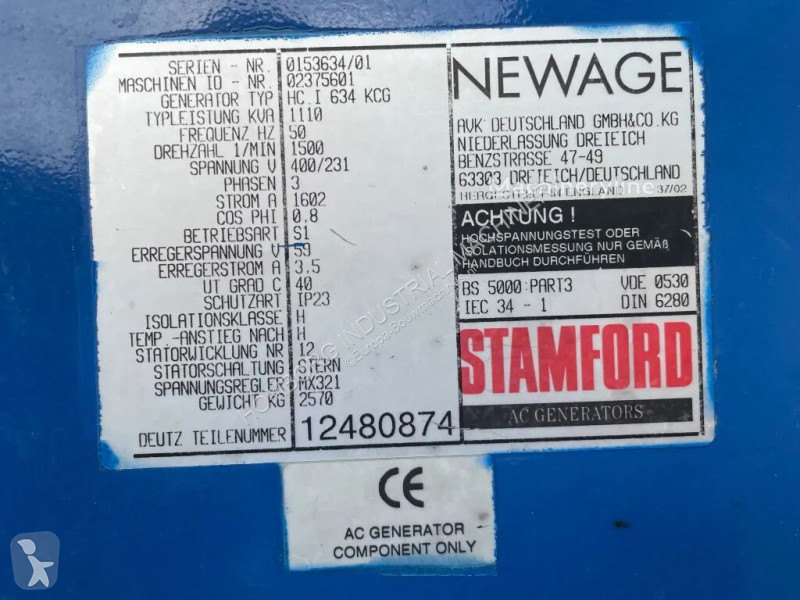 SERIEN - NR. 0153634/01
MASCHINEN ID - NR. 02375601
GENERATOR TYP HC.I 634 KCG
TYPLEISTUNG KVA 1110
FREQUENZ HZ 50
DREHZAHL 1/MIN 1500
SPANNUNG V 400/231
PHASEN 3
STROM A 1602
COS PHI 0.8
BETRIEBSART S1
ERREGERSPANNUNG V 59
ERREGERSTROM A 3.5
UT GRAD C 40
SCHUTZART IP23
ISOLATIONSKLASSE H
TEMP.-ANSTIEG NACH H
STATORWICKLUNG NR 12
STATORSCHALTUNG STERN
SPANNUNGSREGLER MX321
GEWICHT KG 2570
DEUTZ TEILENUMMER 12480874
NEWAGE
AVK DEUTSCHLAND GMBH&CO.KG
NIEDERLASSUNG DREIEICH
BENZSTRASSE 47-49
63303 DREIEICH/DEUTSCHLAND
HERGESTELLT IN ENGLAND 37/02
ACHTUNG !
HOCHSPANNUNGSTEST ODER
ISOLATIONSMESSUNG NUR GEMÄß
HANDBUCH DURCHFÜHREN
BS 5000:PART3 VDE 0530
IEC 34 - 1 DIN 6280
STAMFORD
AC GENERATORS
CE
AC GENERATOR
COMPONENT ONLY